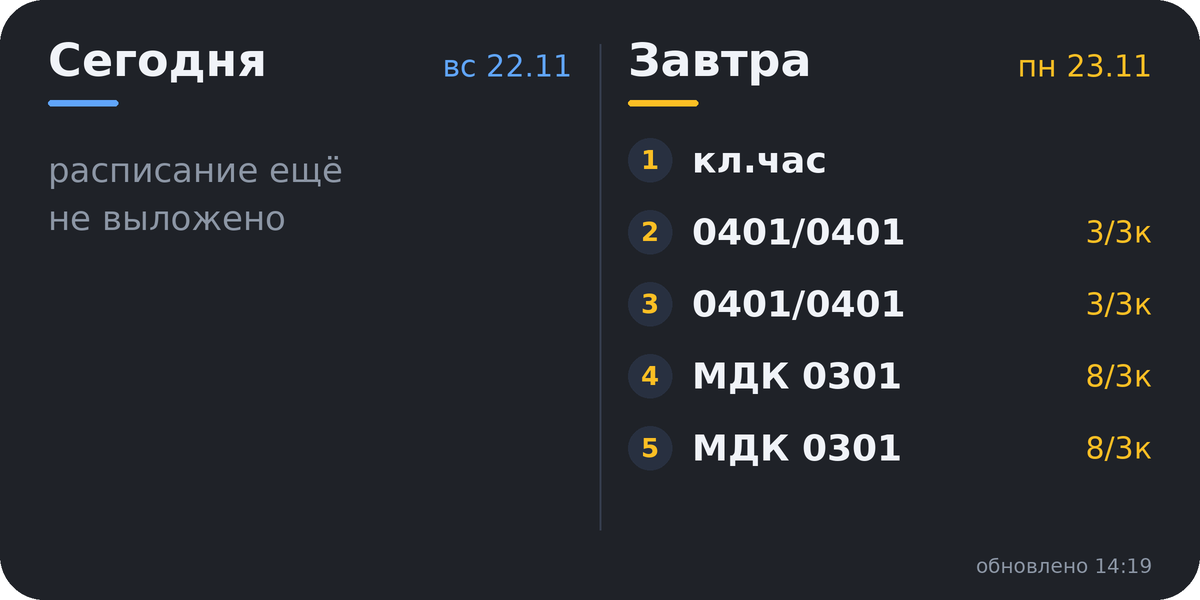 Сегодня вс 22.11
расписание ещё
не выложено
Завтра пн 23.11
1 кл.час
2 0401/0401 3/3к
3 0401/0401 3/3к
4 МДК 0301 8/3к
5 МДК 0301 8/3к
обновлено 14:19